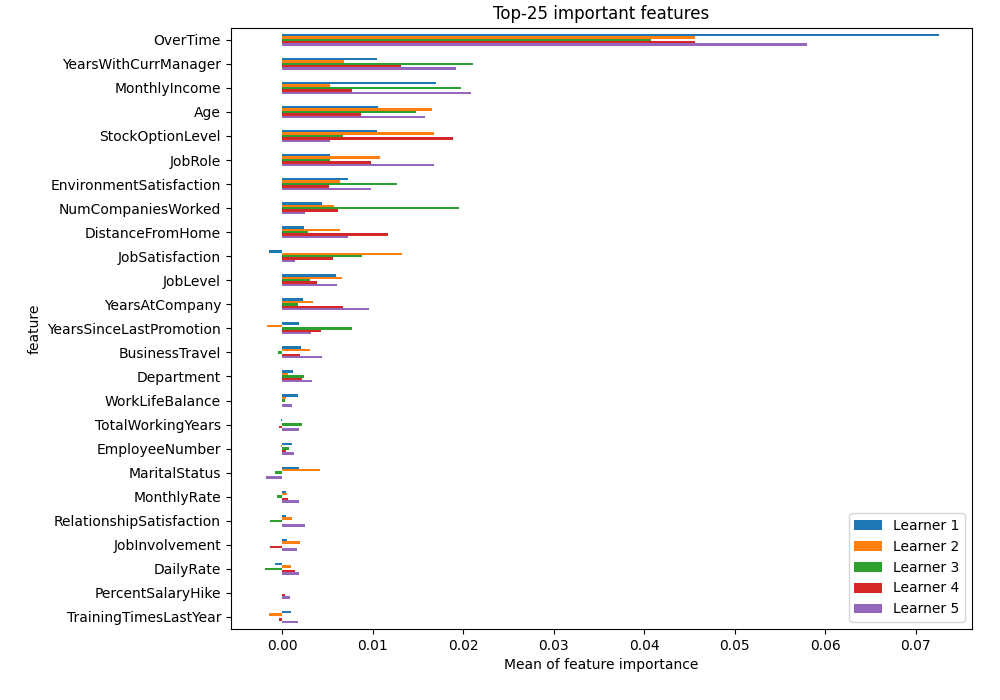 Top-25 important features
OverTime
YearsWithCurrManager
MonthlyIncome
Age
StockOptionLevel
JobRole
EnvironmentSatisfaction
NumCompaniesWorked
DistanceFromHome
JobSatisfaction
JobLevel
YearsAtCompany
YearsSinceLastPromotion
BusinessTravel
Department
WorkLifeBalance
TotalWorkingYears
EmployeeNumber
MaritalStatus
MonthlyRate
RelationshipSatisfaction
JobInvolvement
DailyRate
PercentSalaryHike
TrainingTimesLastYear
feature
Learner 1
Learner 2
Learner 3
Learner 4
Learner 5
0.00 0.01 0.02 0.03 0.04 0.05 0.06 0.07
Mean of feature importance